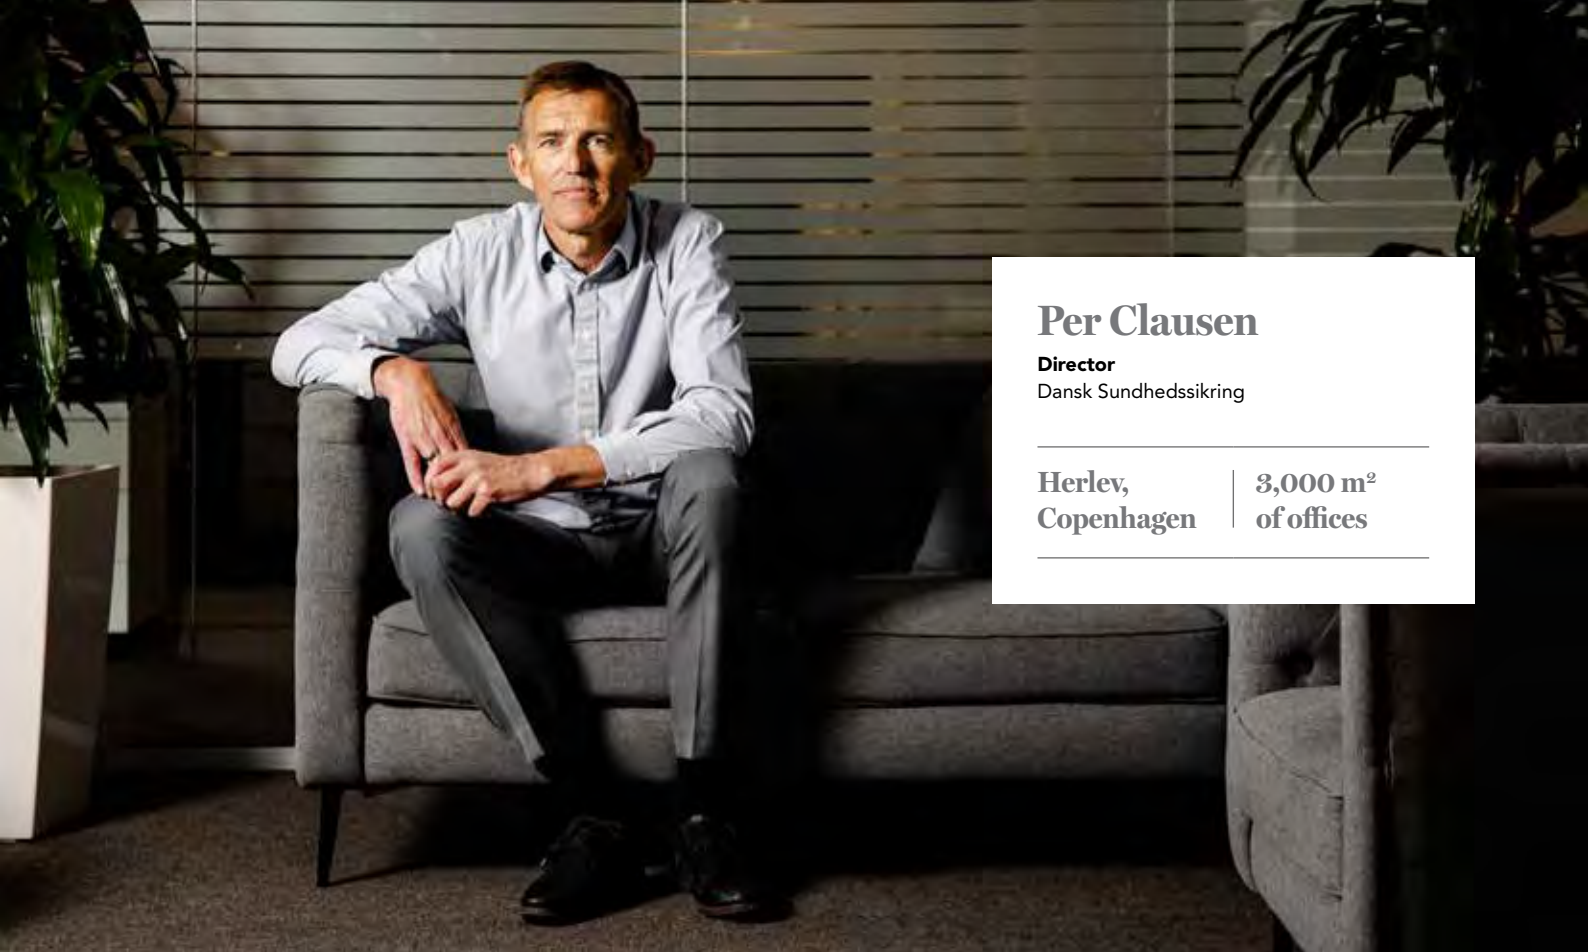 Per Clausen
Director
Dansk Sundhedssikring
Herlev,
Copenhagen
3,000 m²
of offices